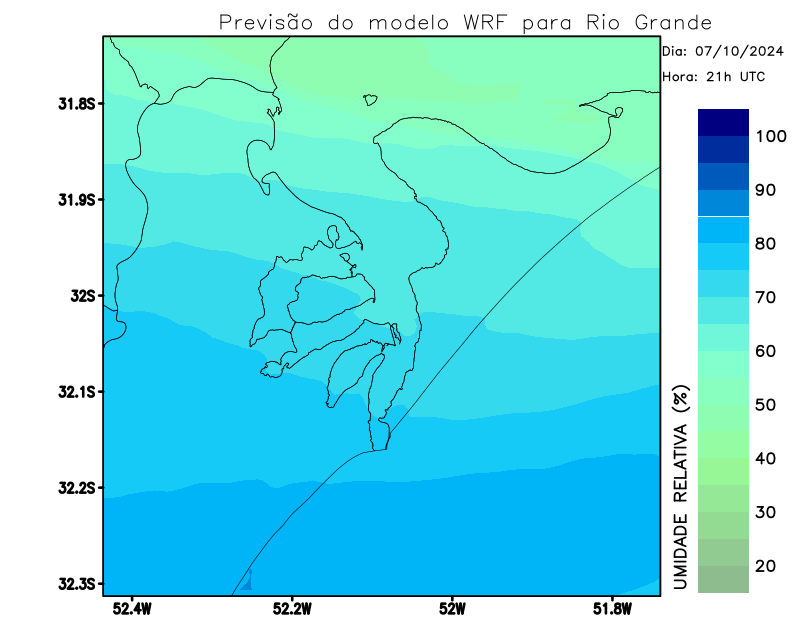 Previsão do modelo WRF para Rio Grande
Dia: 07/10/2024
Hora: 21h UTC
31.8S
31.9S
32S
32.1S
32.2S
32.3S
52.4W
52.2W
52W
51.8W
100
90
80
70
60
50
40
30
20
UMIDADE RELATIVA (%)